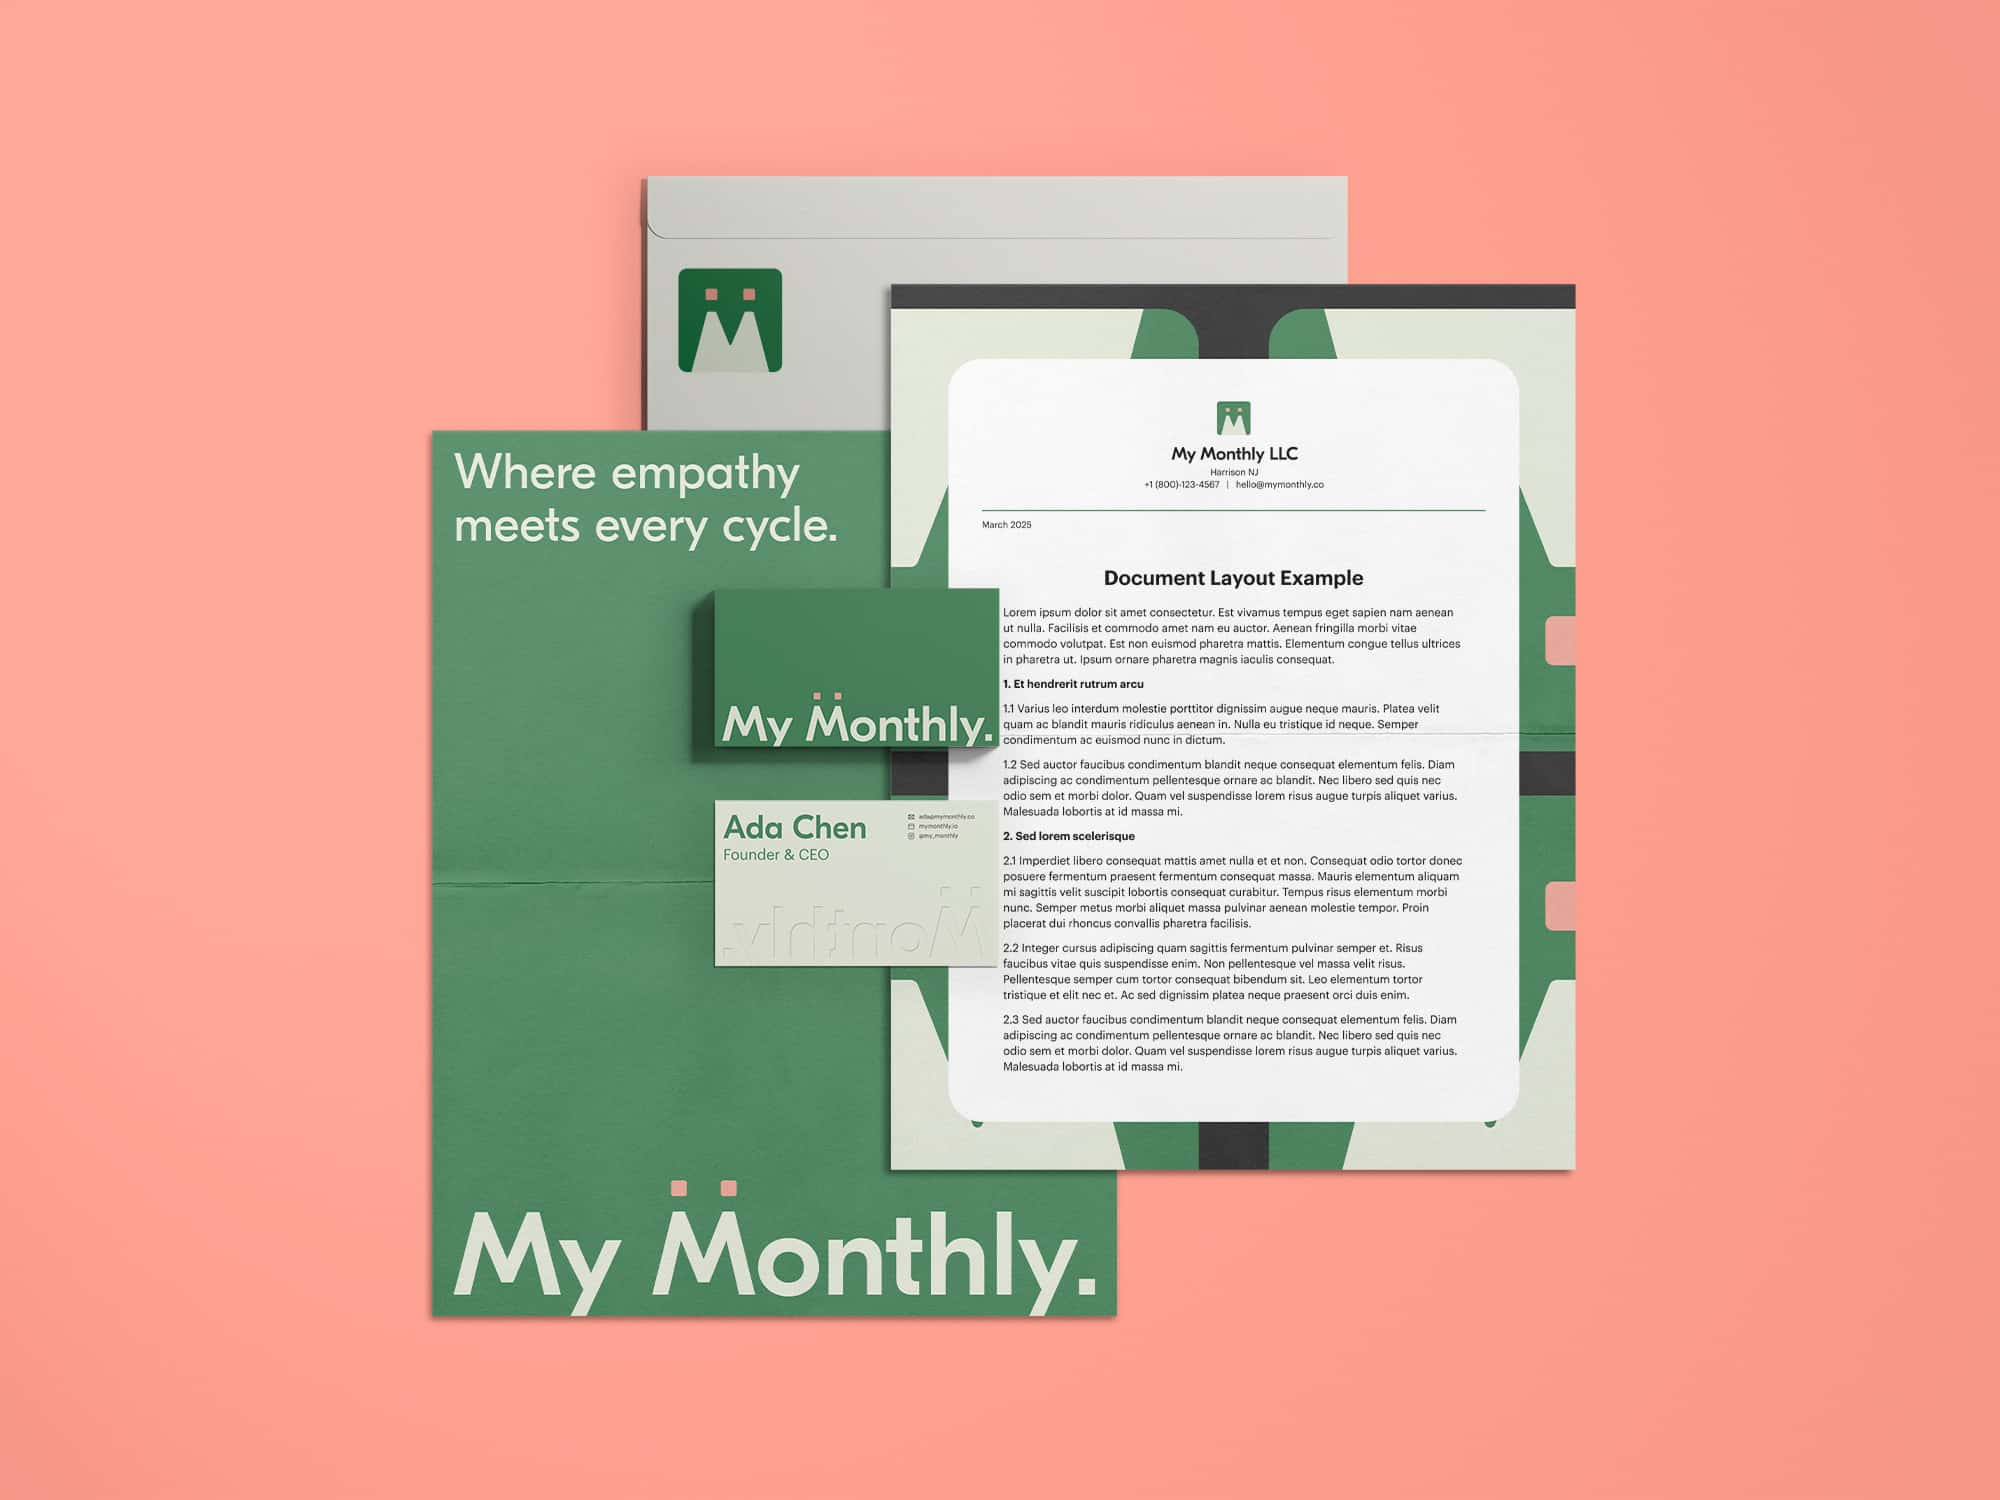 Where empathy
meets every cycle.
My Monthly.
Ada Chen
Founder & CEO
ada@mymonthly.co
mymonthly.io
@my_monthly
Monthly.
My Monthly.
My Monthly LLC
Harrison NJ
+1 (800)-123-4567 | hello@mymonthly.co
March 2025
Document Layout Example
Lorem ipsum dolor sit amet consectetur. Est vivamus tempus eget sapien nam aenean
ut nulla. Facilisis et commodo amet nam eu auctor. Aenean fringilla morbi vitae
commodo volutpat. Est non euismod pharetra mattis. Elementum congue tellus ultrices
in pharetra ut. Ipsum ornare pharetra magnis iaculis consequat.
1. Et hendrerit rutrum arcu
1.1 Varius leo interdum molestie porttitor dignissim augue neque mauris. Platea velit
quam ac blandit mauris ridiculus aenean in. Nulla eu tristique id neque. Semper
condimentum ac euismod nunc in dictum.
1.2 Sed auctor faucibus condimentum blandit neque consequat elementum felis. Diam
adipiscing ac condimentum pellentesque ornare ac blandit. Nec libero sed quis nec
odio sem et morbi dolor. Quam vel suspendisse lorem risus augue turpis aliquet varius.
Malesuada lobortis at id massa mi.
2. Sed lorem scelerisque
2.1 Imperdiet libero consequat mattis amet nulla et et non. Consequat odio tortor donec
posuere fermentum praesent fermentum consequat massa. Mauris elementum aliquam
mi sagittis velit suscipit lobortis consequat curabitur. Tempus risus elementum morbi
nunc. Semper metus morbi aliquet massa pulvinar aenean molestie tempor. Proin
placerat dui rhoncus convallis pharetra facilisis.
2.2 Integer cursus adipiscing quam sagittis fermentum pulvinar semper et. Risus
faucibus vitae quis suspendisse enim. Non pellentesque vel massa velit risus.
Pellentesque semper cum tortor consequat bibendum sit. Leo elementum tortor
tristique et elit nec et. Ac sed dignissim platea neque praesent orci duis enim.
2.3 Sed auctor faucibus condimentum blandit neque consequat elementum felis. Diam
adipiscing ac condimentum pellentesque ornare ac blandit. Nec libero sed quis nec
odio sem et morbi dolor. Quam vel suspendisse lorem risus augue turpis aliquet varius.
Malesuada lobortis at id massa mi.